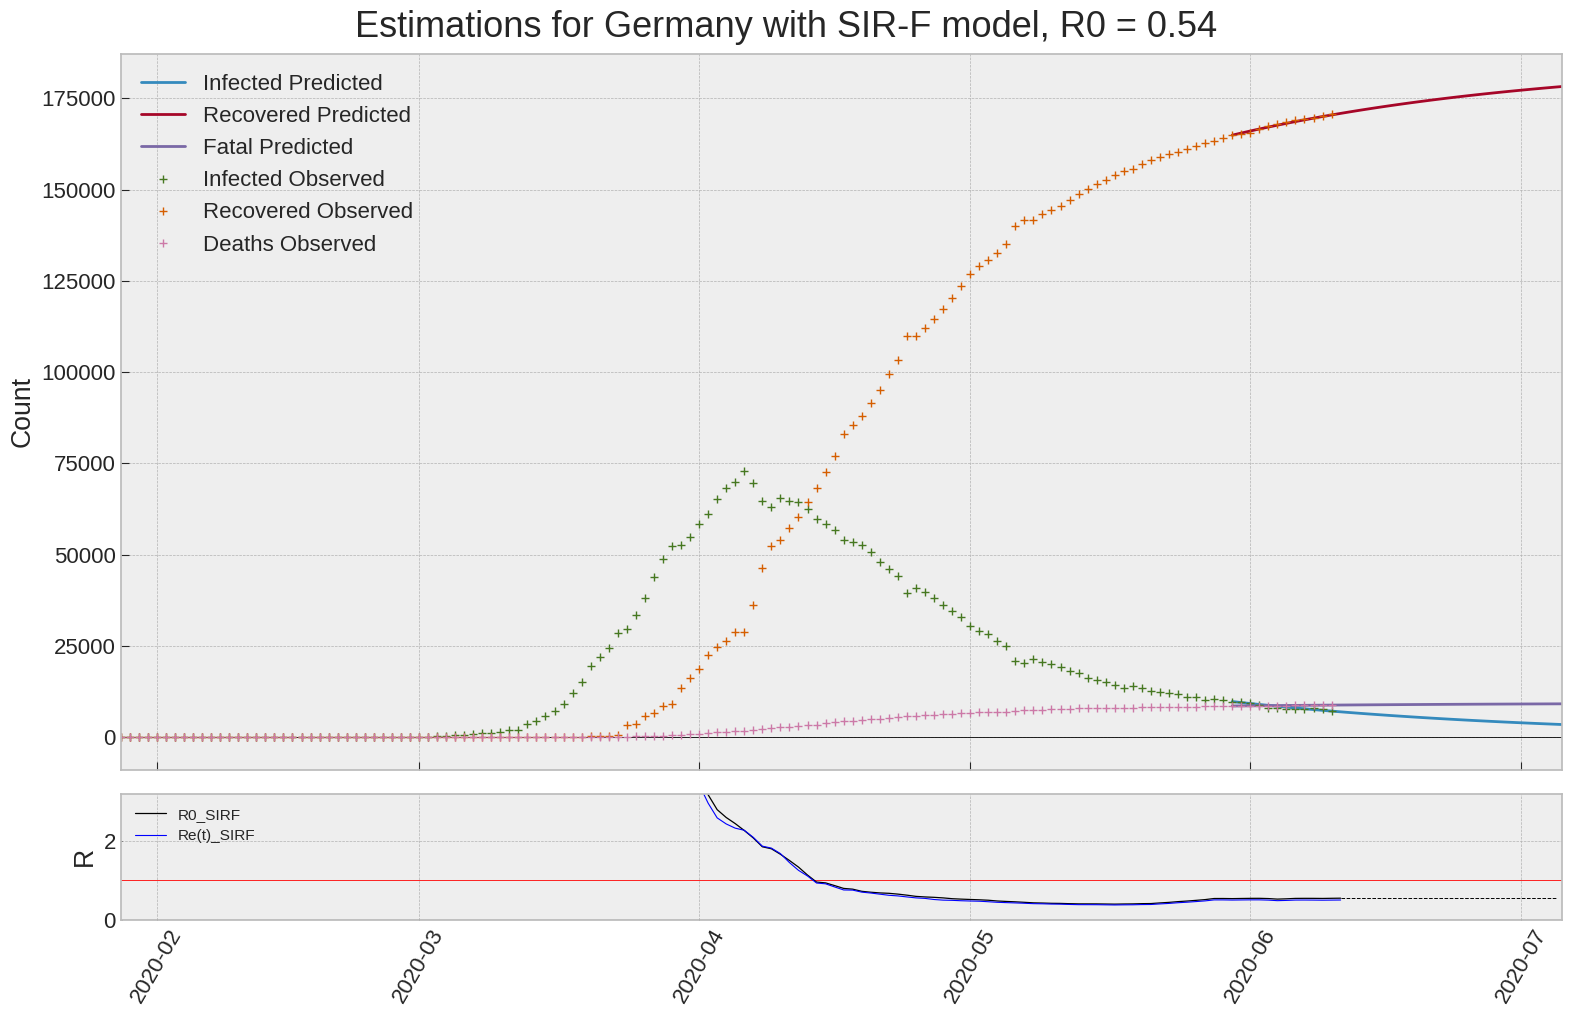 Estimations for Germany with SIR-F model, R0 = 0.54
Infected Predicted
Recovered Predicted
Fatal Predicted
Infected Observed
Recovered Observed
Deaths Observed
175000
150000
125000
100000
75000
50000
25000
0
Count
R0_SIRF
Re(t)_SIRF
2
0
R
2020-02
2020-03
2020-04
2020-05
2020-06
2020-07